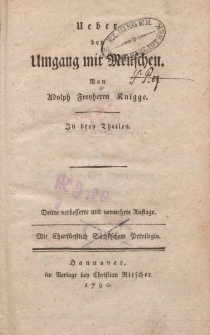 Ueber
den
Umgang mit Menschen.
Von
Adolph Freyherrn Knigge.
In drey Theilen.
Dritte verbesserte und vermehrte Auflage.
Mit Churfürstlich Sächsischem Privilegio.
Hannover,
im Verlage bey Christian Ritscher.
1790